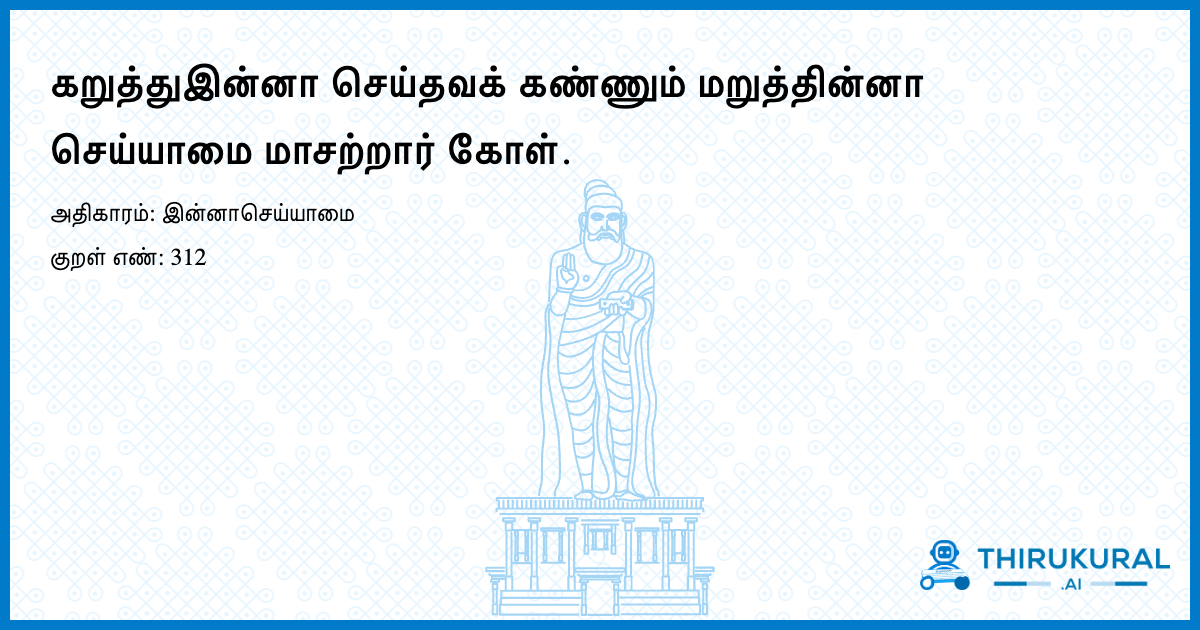 கறுத்துஇன்னா செய்தவக் கண்ணும் மறுத்தின்னா
செய்யாமை மாசற்றார் கோள்.
அதிகாரம்: இன்னாசெய்யாமை
குறள் எண்: 312
THIRUKURAL
.AI